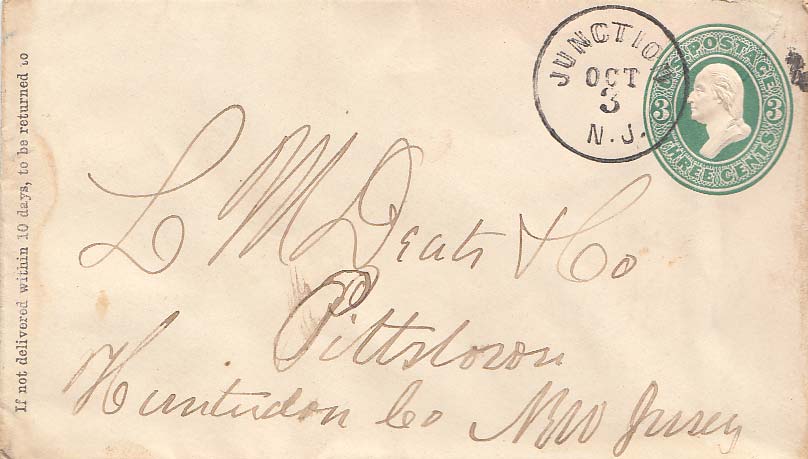 If not delivered within 10 days, to be returned to
JUNCTION
OCT
3
N.J.
U.S. POSTAGE
3 3
THREE CENTS
L M Deats & Co
Pittstown
Hunterdon Co New Jersey